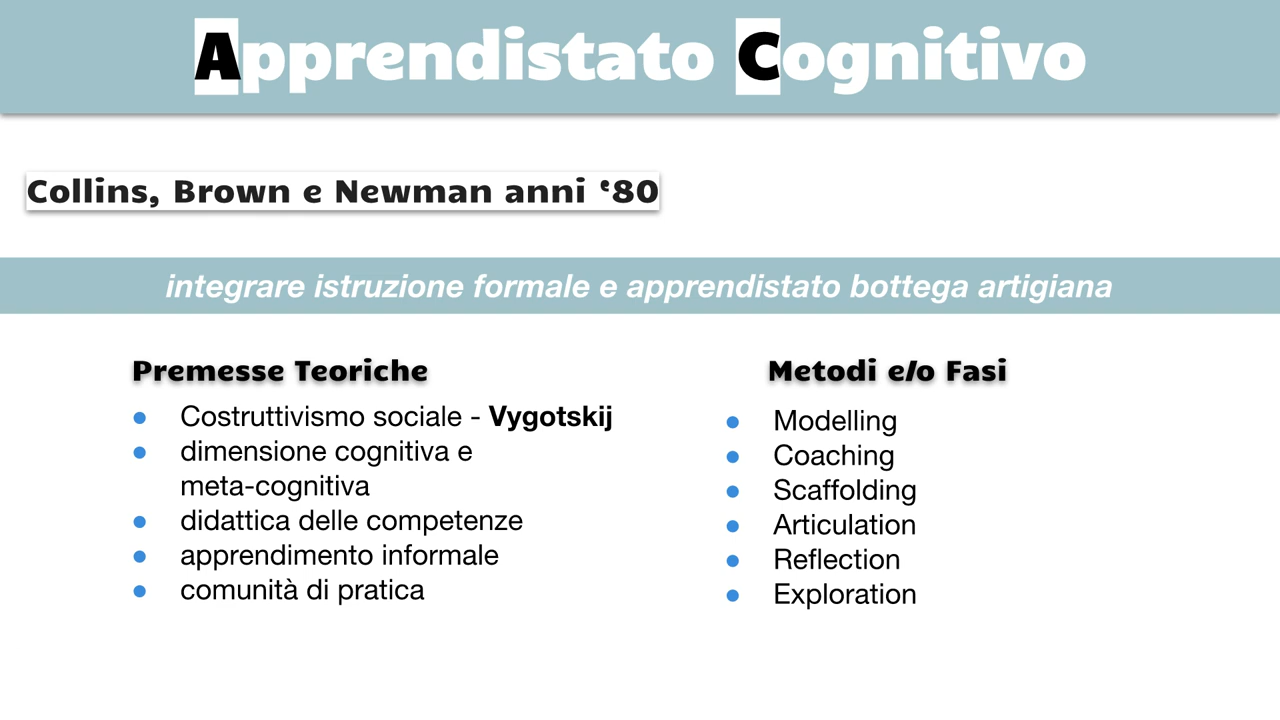 Apprendistato Cognitivo
Collins, Brown e Newman anni ‘80
integrare istruzione formale e apprendistato bottega artigiana
Premesse Teoriche
● Costruttivismo sociale - Vygotskij
● dimensione cognitiva e
meta-cognitiva
● didattica delle competenze
● apprendimento informale
● comunità di pratica
Metodi e/o Fasi
● Modelling
● Coaching
● Scaffolding
● Articulation
● Reflection
● Exploration